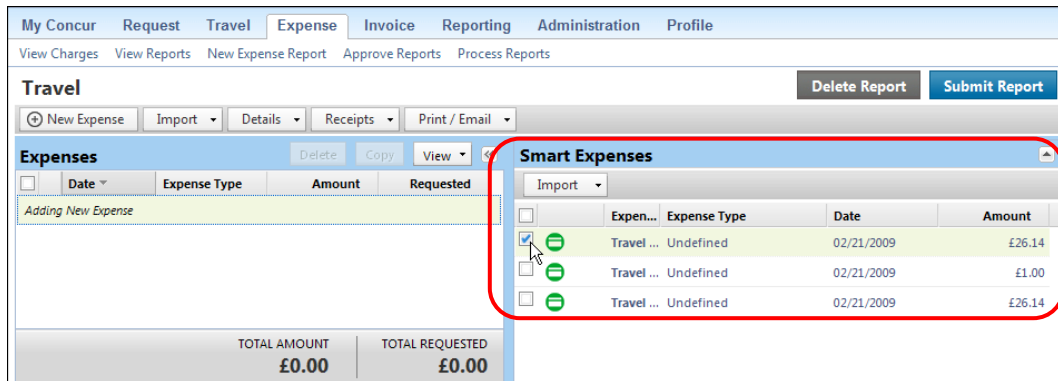 My Concur Request Travel Expense Invoice Reporting Administration Profile
View Charges View Reports New Expense Report Approve Reports Process Reports
Travel Delete Report Submit Report
New Expense Import Details Receipts Print / Email
Expenses Delete Copy View
Date Expense Type Amount Requested
Adding New Expense
TOTAL AMOUNT TOTAL REQUESTED
£0.00 £0.00
Smart Expenses
Import
Expen... Expense Type Date Amount
Travel ... Undefined 02/21/2009 £26.14
Travel ... Undefined 02/21/2009 £1.00
Travel ... Undefined 02/21/2009 £26.14